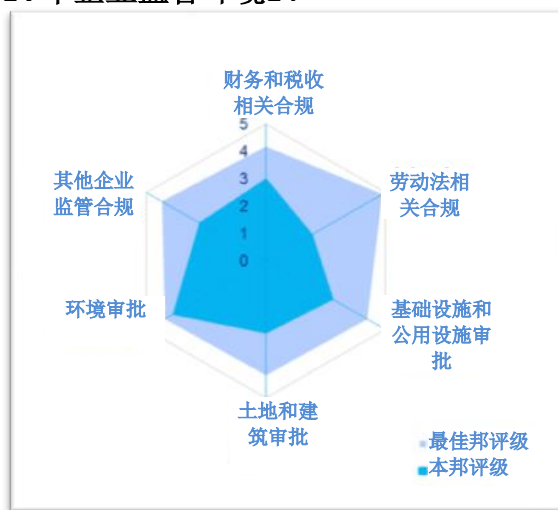 财务和税收
相关合规
5
4
3
2
1
0
其他企业
监管合规
劳动法相
关合规
环境审批
基础设施和
公用设施审
批
土地和建
筑审批
最佳邦评级
本邦评级